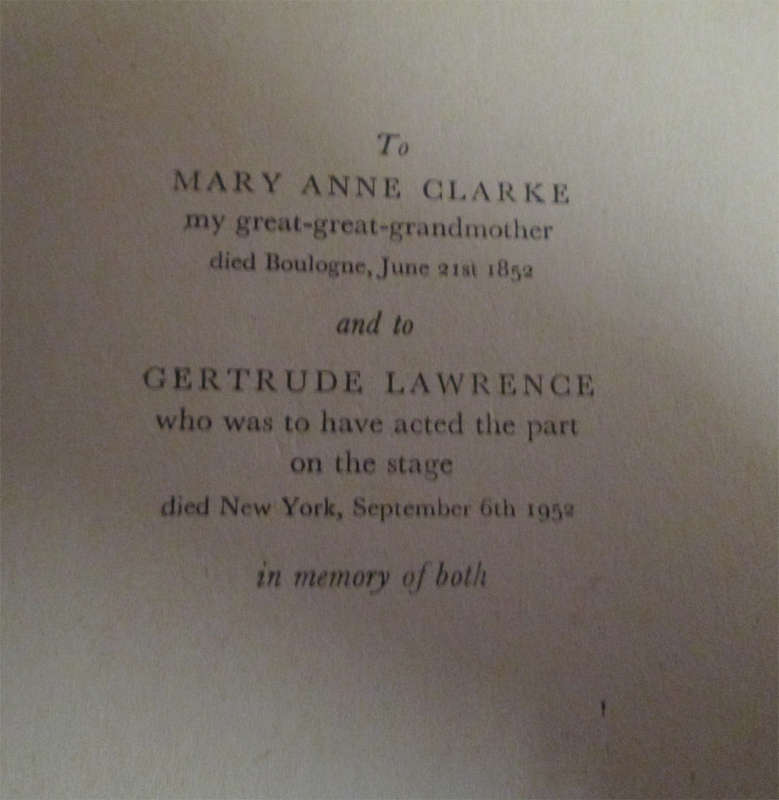 To
MARY ANNE CLARKE
my great-great-grandmother
died Boulogne, June 21st 1852
and to
GERTRUDE LAWRENCE
who was to have acted the part
on the stage
died New York, September 6th 1952
in memory of both